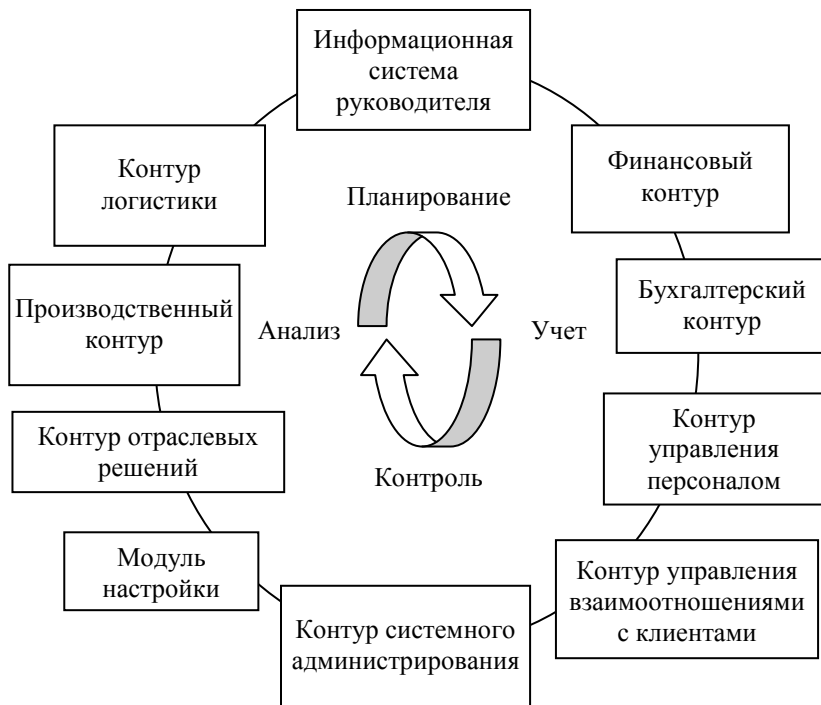 Информационная
система
руководителя
Контур
логистики
Финансовый
контур
Планирование
Производственный
контур
Анализ
Учет
Бухгалтерский
контур
Контур отраслевых
решений
Контроль
Контур
управления
персоналом
Модуль
настройки
Контур управления
взаимоотношениями
с клиентами
Контур системного
администрирования